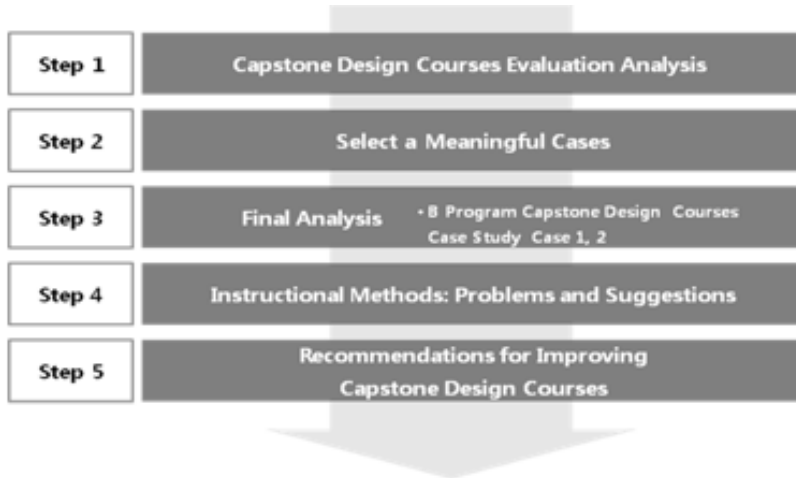 Step 1
Capstone Design Courses Evaluation Analysis
Step 2
Select a Meaningful Cases
Step 3
Final Analysis
• 8 Program Capstone Design Courses
Case Study Case 1, 2
Step 4
Instructional Methods: Problems and Suggestions
Step 5
Recommendations for Improving
Capstone Design Courses